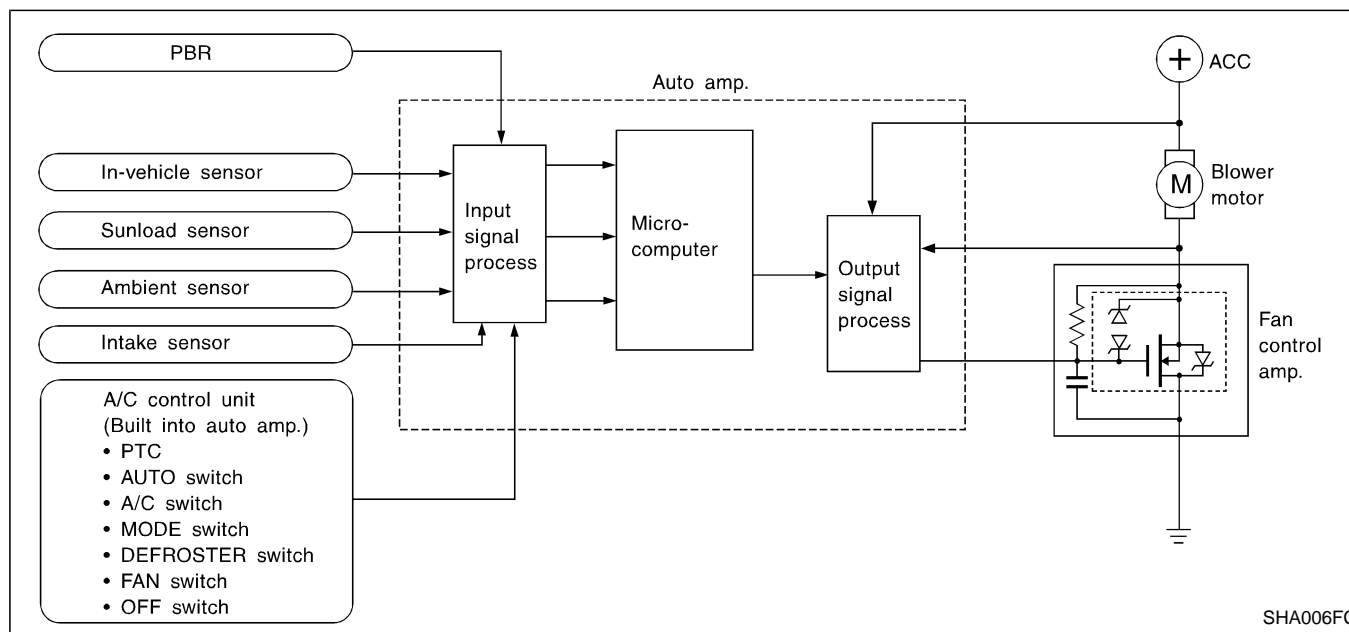 PBR
Auto amp.
ACC
In-vehicle sensor
Sunload sensor
Ambient sensor
Intake sensor
Input
signal
process
Micro-
computer
Output
signal
process
M
Blower
motor
Fan
control
amp.
A/C control unit
(Built into auto amp.)
• PTC
• AUTO switch
• A/C switch
• MODE switch
• DEFROSTER switch
• FAN switch
• OFF switch